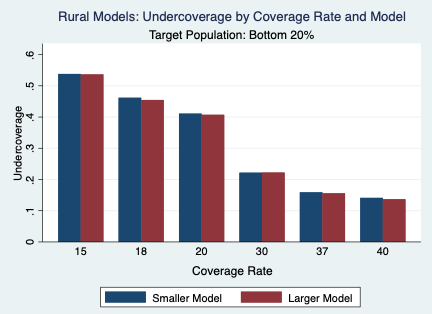 Rural Models: Undercoverage by Coverage Rate and Model
Target Population: Bottom 20%
Undercoverage
.6
.5
.4
.3
.2
.1
0
15 18 20 30 37 40
Coverage Rate
Smaller Model Larger Model